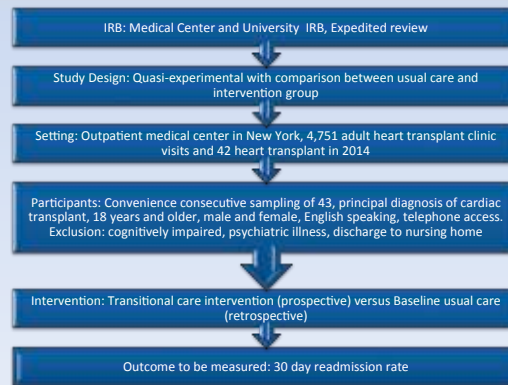 IRB: Medical Center and University IRB, Expedited review
Study Design: Quasi-experimental with comparison between usual care and
intervention group
Setting: Outpatient medical center in New York, 4,751 adult heart transplant clinic
visits and 42 heart transplant in 2014
Participants: Convenience consecutive sampling of 43, principal diagnosis of cardiac
transplant, 18 years and older, male and female, English speaking, telephone access.
Exclusion: cognitively impaired, psychiatric illness, discharge to nursing home
Intervention: Transitional care intervention (prospective) versus Baseline usual care
(retrospective)
Outcome to be measured: 30 day readmission rate